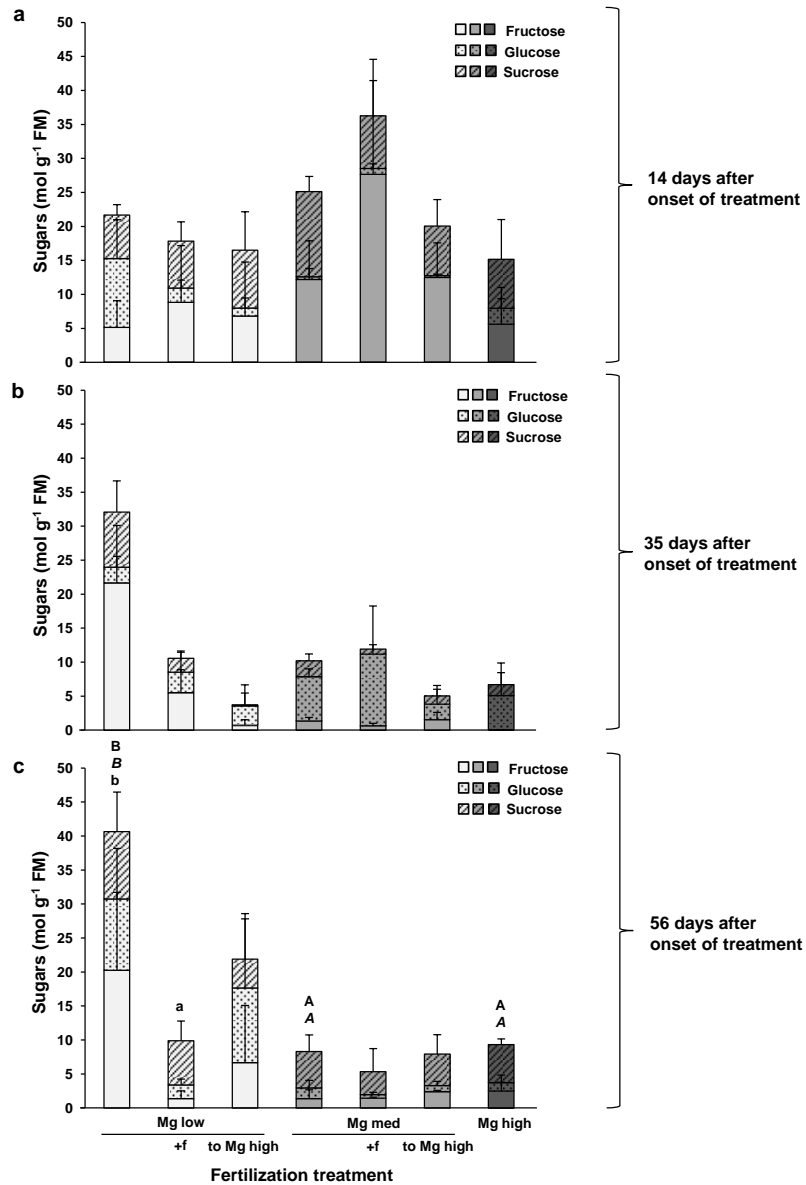 a
50
45
40
35
30
25
20
15
10
5
0
Sugars (mol g-1 FM)
Fructose
Glucose
Sucrose
14 days after
onset of treatment
b
50
45
40
35
30
25
20
15
10
5
0
Sugars (mol g-1 FM)
Fructose
Glucose
Sucrose
35 days after
onset of treatment
c
50
45
40
35
30
25
20
15
10
5
0
Sugars (mol g-1 FM)
B
B
b
a
A
A
A
A
Fructose
Glucose
Sucrose
56 days after
onset of treatment
Mg low Mg med Mg high
+f to Mg high +f to Mg high
Fertilization treatment